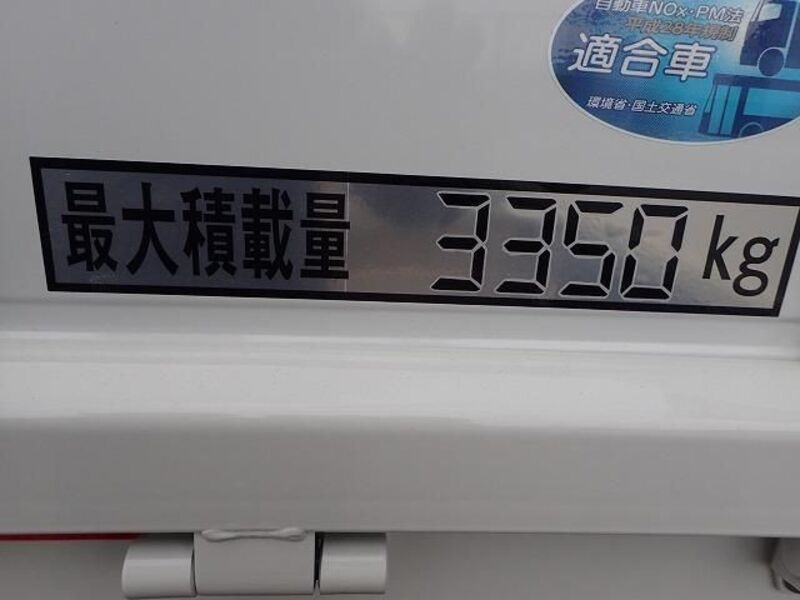 自動車NOx・PM法
平成28年規制
適合車
環境省・国土交通省
最大積載量 3350 kg